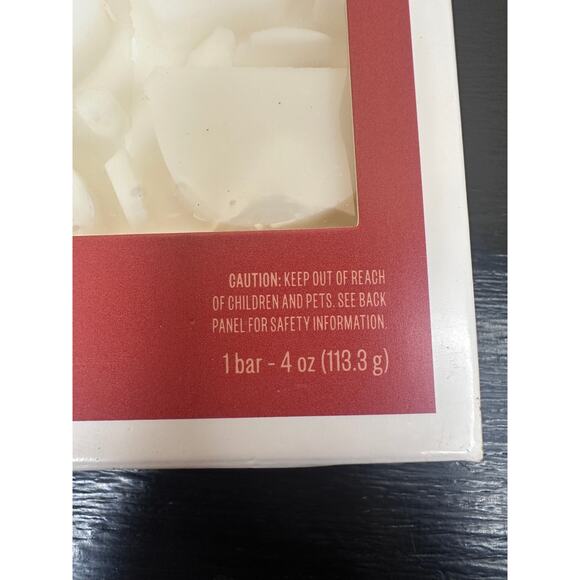 CAUTION: KEEP OUT OF REACH
OF CHILDREN AND PETS. SEE BACK
PANEL FOR SAFETY INFORMATION.
1 bar - 4 oz (113.3 g)